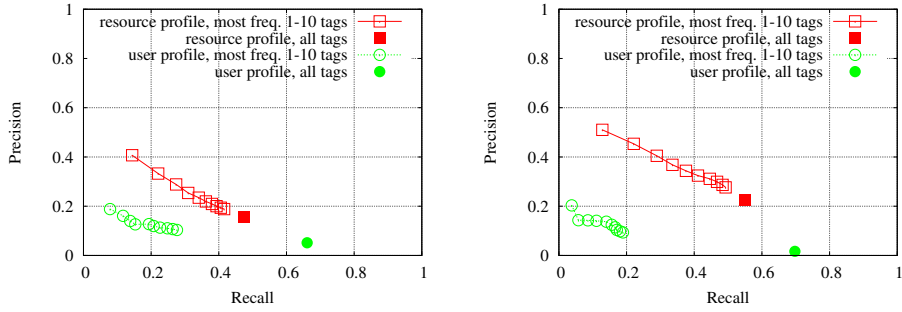 1
0.8
0.6
0.4
0.2
0
Precision
resource profile, most freq. 1-10 tags
resource profile, all tags
user profile, most freq. 1-10 tags
user profile, all tags
0 0.2 0.4 0.6 0.8 1
Recall
1
0.8
0.6
0.4
0.2
0
Precision
resource profile, most freq. 1-10 tags
resource profile, all tags
user profile, most freq. 1-10 tags
user profile, all tags
0 0.2 0.4 0.6 0.8 1
Recall